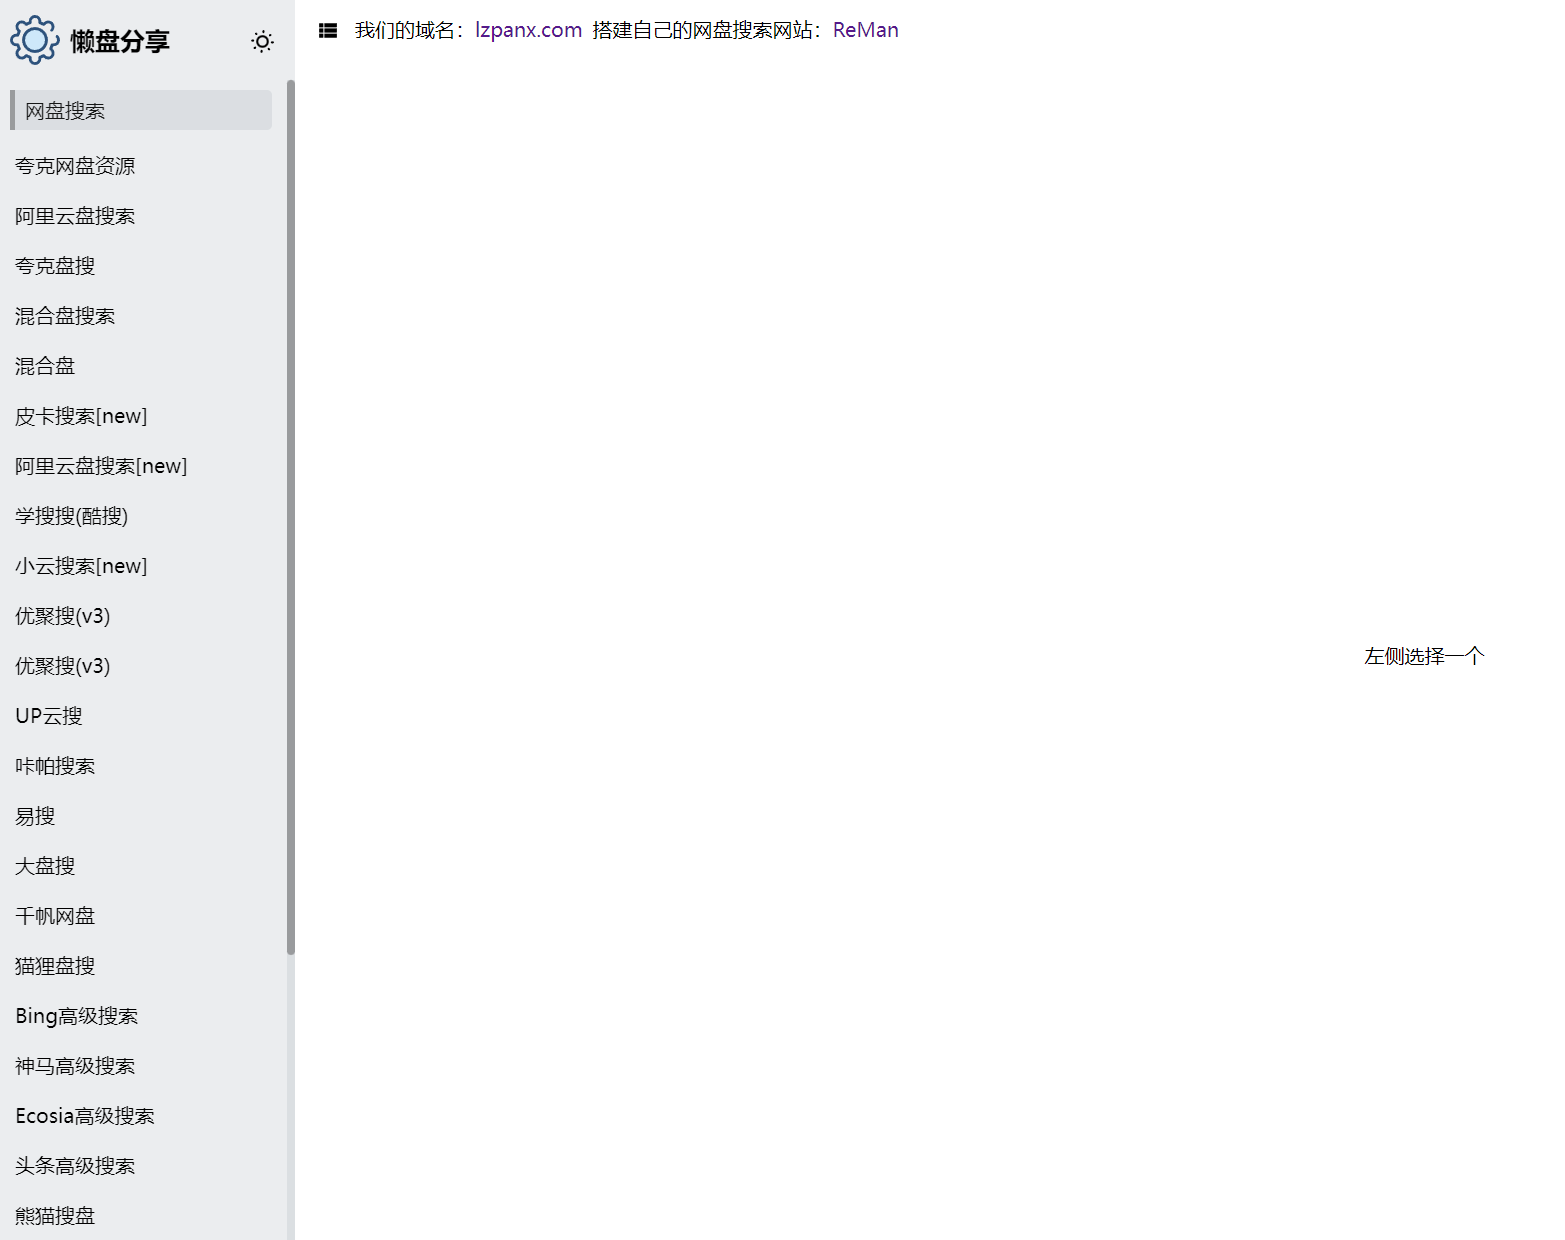 懒盘分享
我们的域名：lzpanx.com 搭建自己的网盘搜索网站：ReMan
网盘搜索
夸克网盘资源
阿里云盘搜索
夸克盘搜
混合盘搜索
混合盘
皮卡搜索[new]
阿里云盘搜索[new]
学搜搜(酷搜)
小云搜索[new]
优聚搜(v3)
优聚搜(v3)
UP云搜
咔帕搜索
易搜
大盘搜
千帆网盘
猫狸盘搜
Bing高级搜索
神马高级搜索
Ecosia高级搜索
头条高级搜索
熊猫搜盘
左侧选择一个